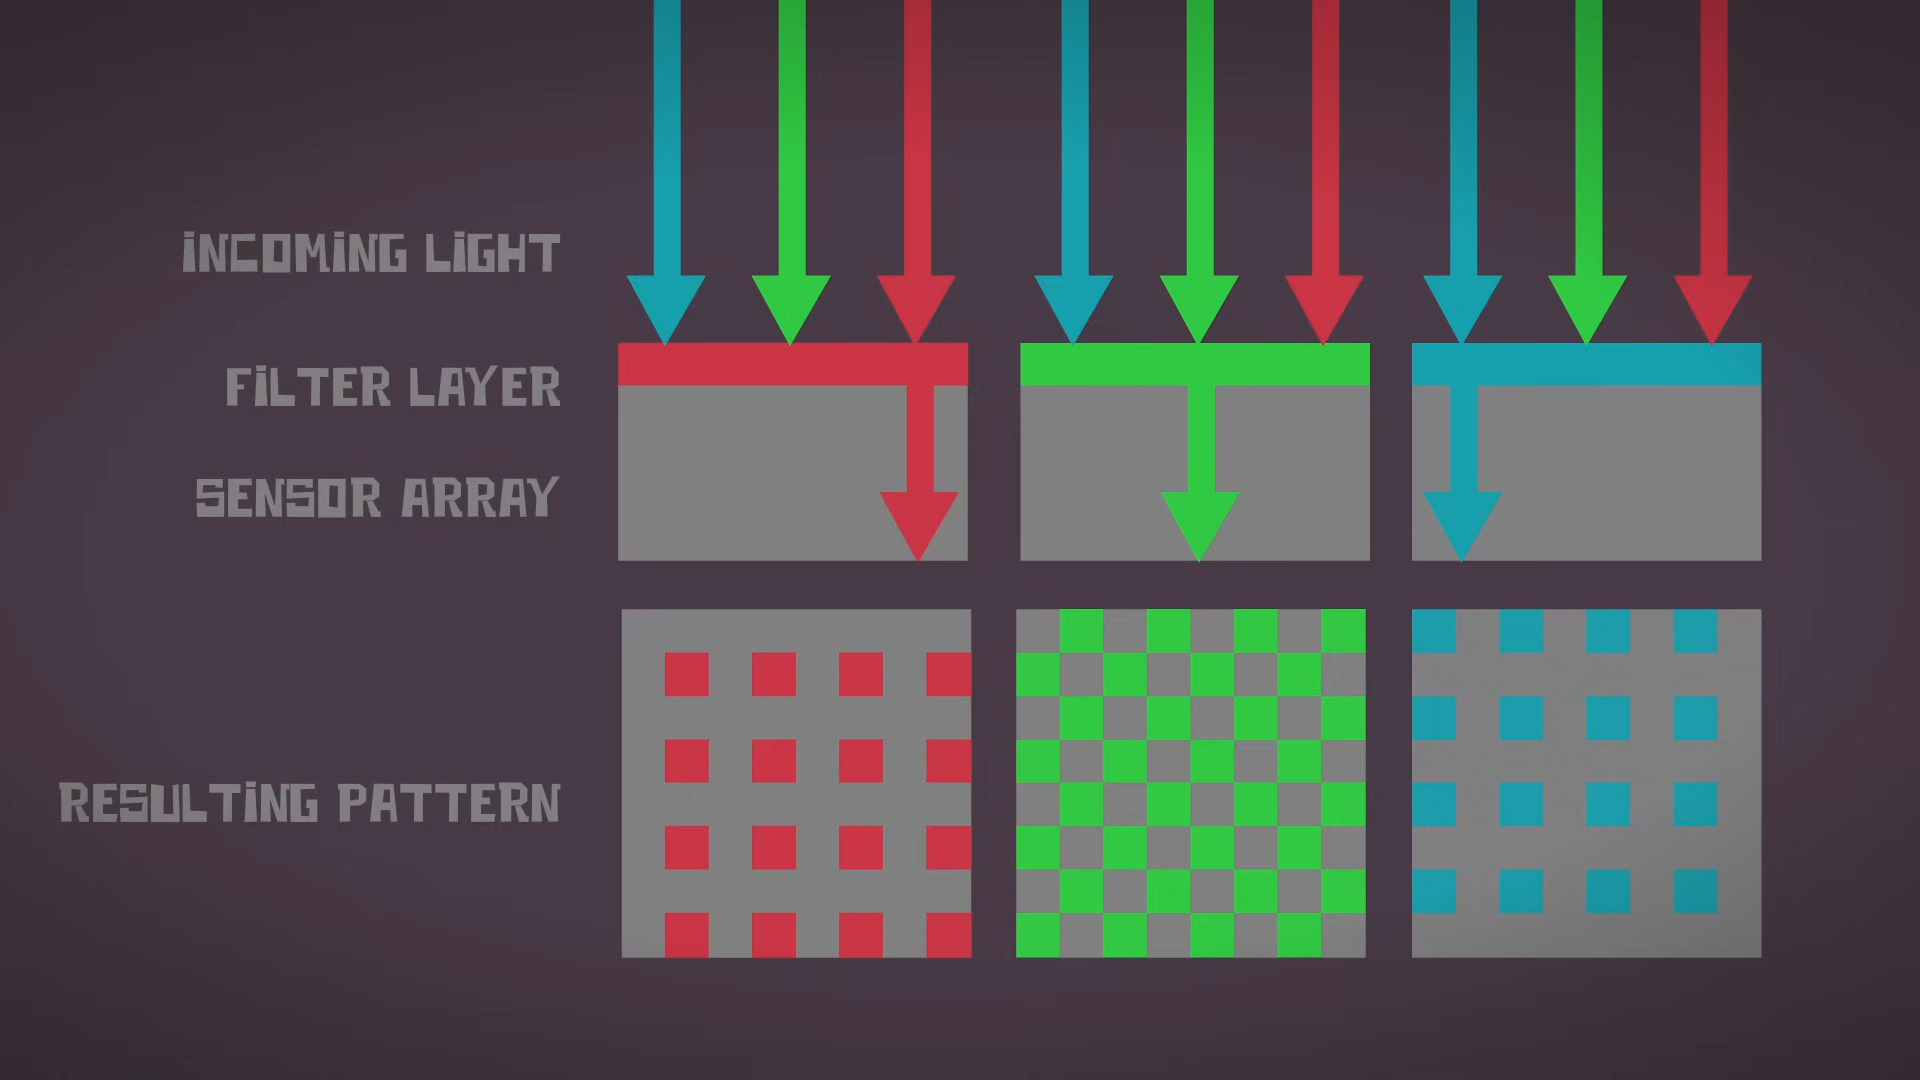 INCOMING LIGHT
FILTER LAYER
SENSOR ARRAY
RESULTING PATTERN